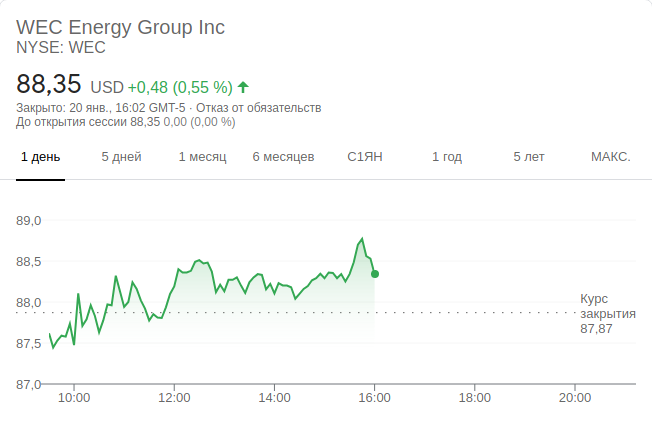 WEC Energy Group Inc
NYSE: WEC
88,35 USD +0,48 (0,55 %)
Закрыто: 20 янв., 16:02 GMT-5 · Отказ от обязательств
До открытия сессии 88,35 0,00 (0,00 %)
1 день 5 дней 1 месяц 6 месяцев С1ЯН 1 год 5 лет МАКС.
89,0
88,5
88,0
Курс
закрытия
87,87
87,5
87,0
10:00 12:00 14:00 16:00 18:00 20:00